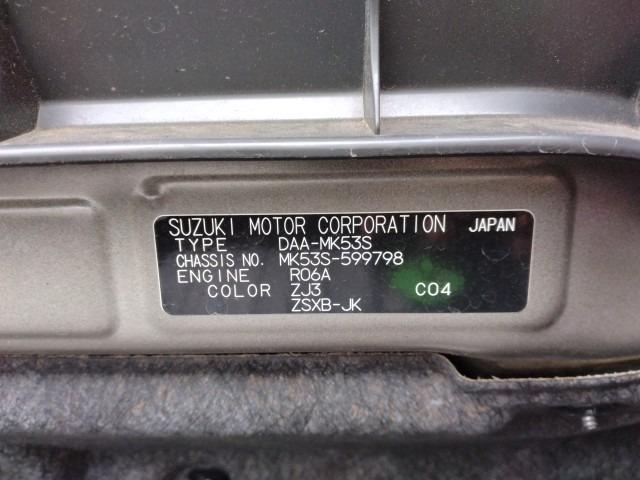 SUZUKI MOTOR CORPORATION JAPAN
TYPE DAA-MK53S
CHASSIS NO. MK53S-599798
ENGINE R06A
COLOR ZJ3 C04
ZSXB-JK